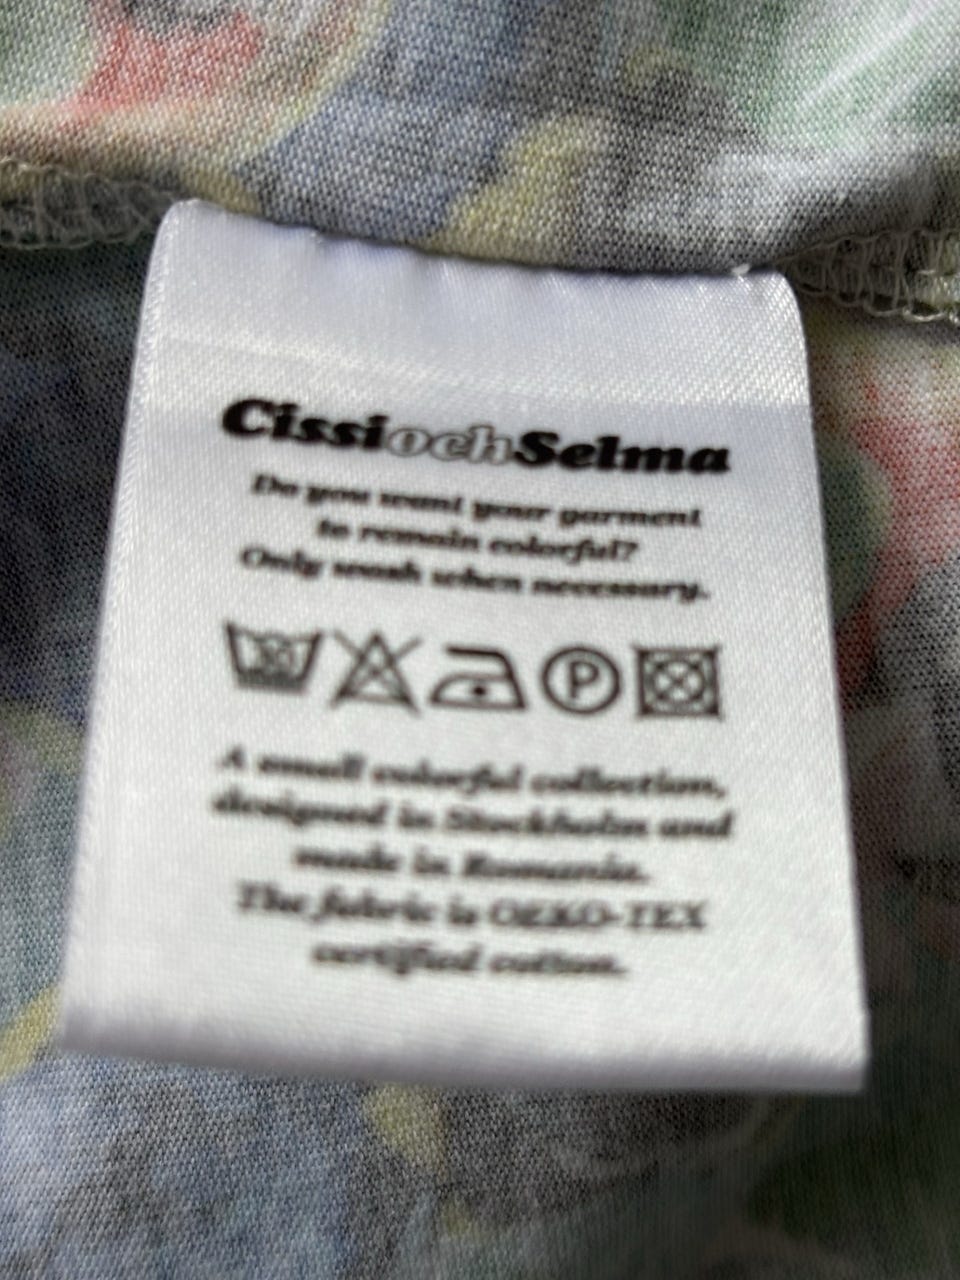 CissiochSelma
Do you want your garment
to remain colorful?
Only wash when necessary.
P
A small colorful collection,
designed in Stockholm and
made in Romania.
The fabric is OEKO-TEX
certified cotton.